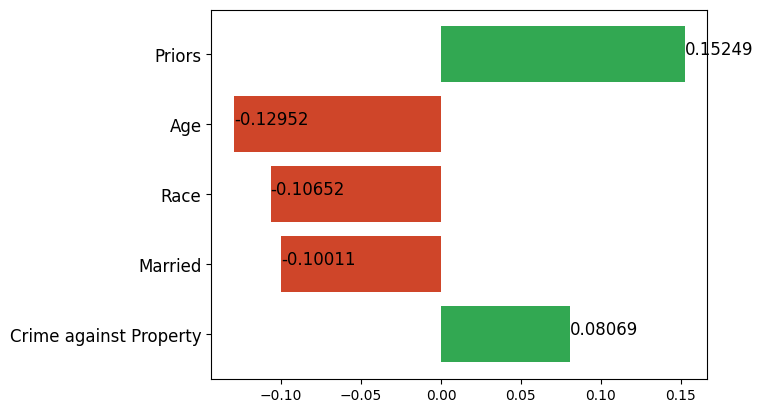 Priors
0.15249
Age
-0.12952
Race
-0.10652
Married
-0.10011
Crime against Property
0.08069
−0.10 −0.05 0.00 0.05 0.10 0.15